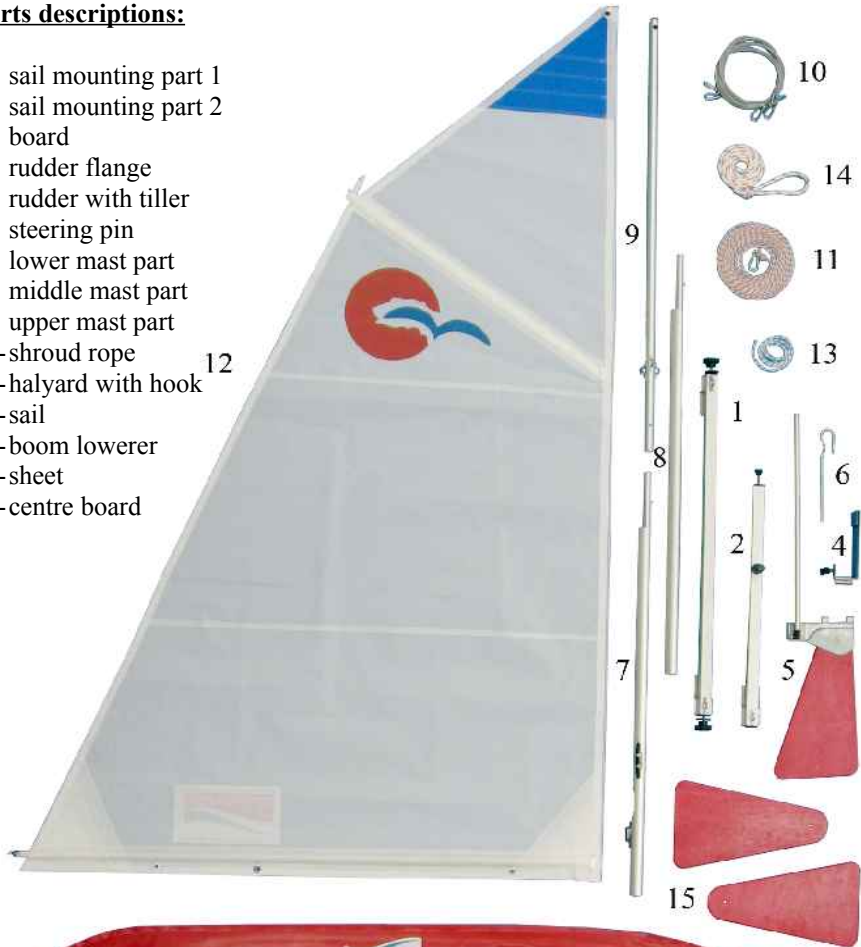 rts descriptions:
sail mounting part 1
sail mounting part 2
board
rudder flange
rudder with tiller
steering pin
lower mast part
middle mast part
upper mast part
-shroud rope
-halyard with hook
-sail
-boom lowerer
-sheet
-centre board
10
14
9
11
12
13
1
8
6
2
4
7
5
15